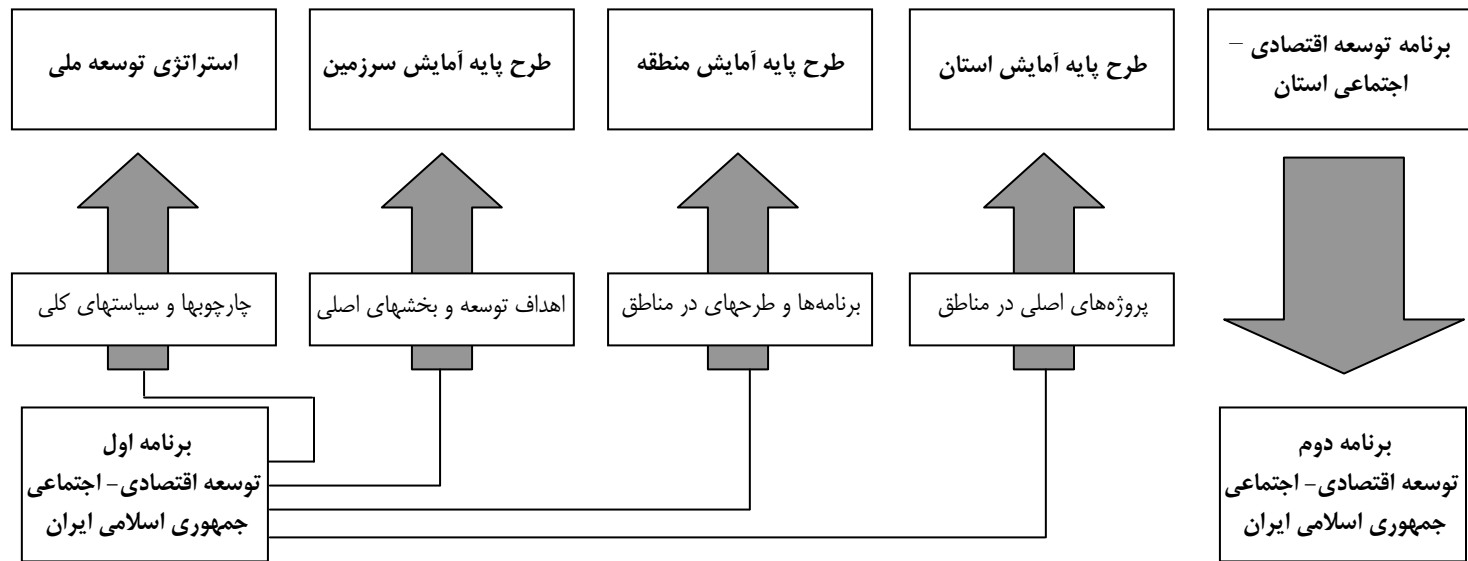 برنامه توسعه اقتصادی –
اجتماعی استان
طرح پایه آمایش استان
طرح پایه آمایش منطقه
طرح پایه آمایش سرزمین
استراتژی توسعه ملی
پروژه‌های اصلی در مناطق
برنامه‌ها و طرحهای در مناطق
اهداف توسعه و بخشهای اصلی
چارچوبها و سیاستهای کلی
برنامه دوم
توسعه اقتصادی- اجتماعی
جمهوری اسلامی ایران
برنامه اول
توسعه اقتصادی- اجتماعی
جمهوری اسلامی ایران